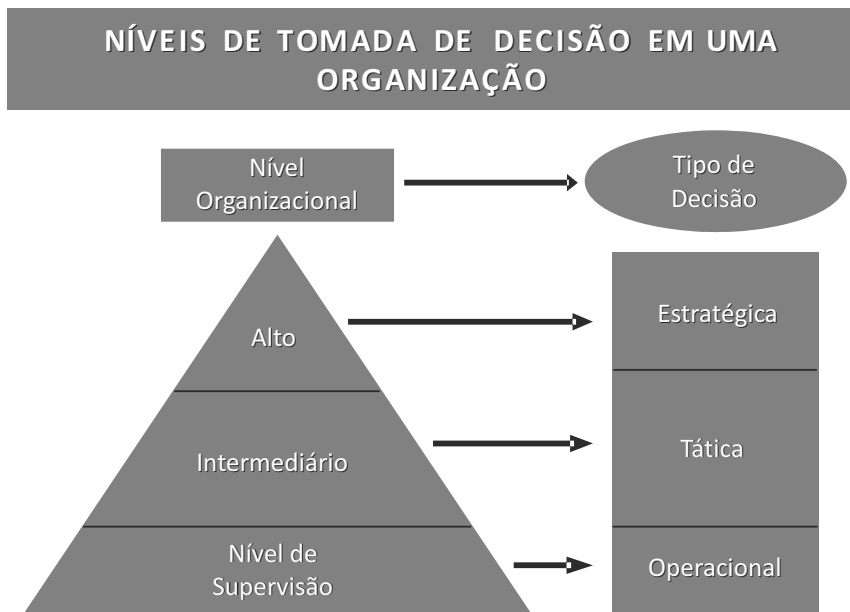 NÍVEIS DE TOMADA DE DECISÃO EM UMA
ORGANIZAÇÃO
Nível
Organizacional
Tipo de
Decisão
Alto
Estratégica
Intermediário
Tática
Nível de
Supervisão
Operacional